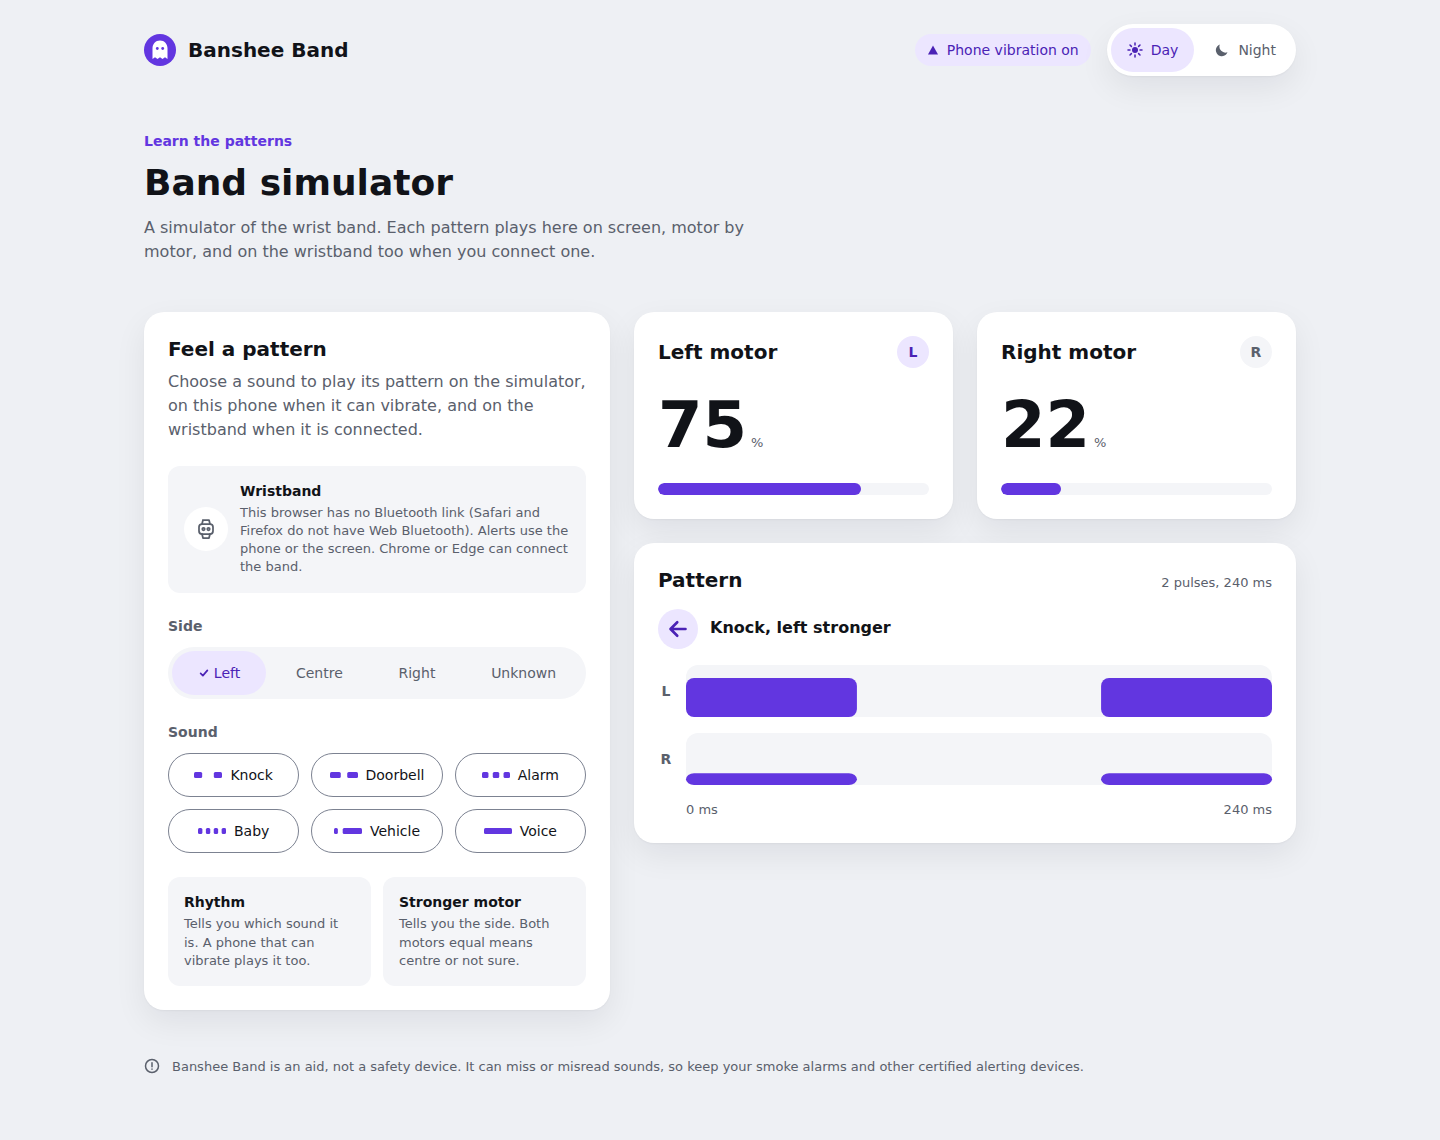 Banshee Band
Phone vibration on
Day
Night
Learn the patterns
Band simulator
A simulator of the wrist band. Each pattern plays here on screen, motor by
motor, and on the wristband too when you connect one.
Feel a pattern
Choose a sound to play its pattern on the simulator,
on this phone when it can vibrate, and on the
wristband when it is connected.
Wristband
This browser has no Bluetooth link (Safari and
Firefox do not have Web Bluetooth). Alerts use the
phone or the screen. Chrome or Edge can connect
the band.
Side
Left
Centre
Right
Unknown
Sound
Knock
Doorbell
Alarm
Baby
Vehicle
Voice
Rhythm
Tells you which sound it
is. A phone that can
vibrate plays it too.
Stronger motor
Tells you the side. Both
motors equal means
centre or not sure.
Left motor
L
75 %
Right motor
R
22 %
Pattern
2 pulses, 240 ms
Knock, left stronger
L
R
0 ms
240 ms
Banshee Band is an aid, not a safety device. It can miss or misread sounds, so keep your smoke alarms and other certified alerting devices.